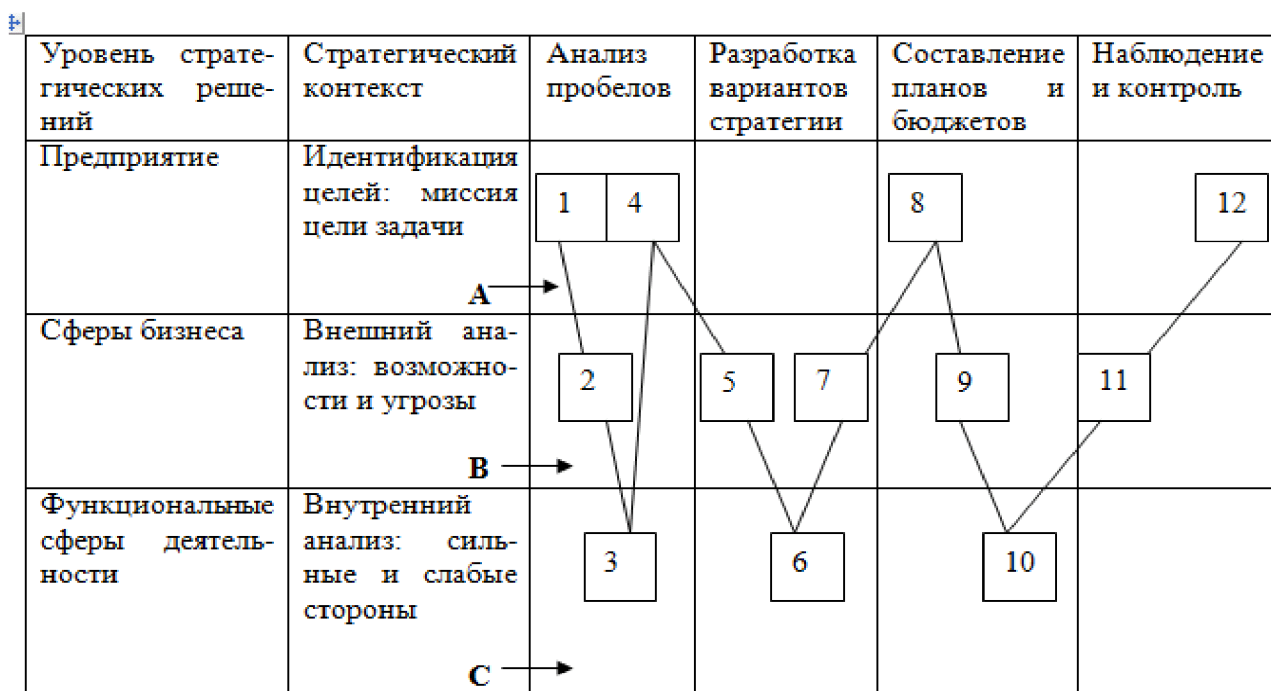 Уровень страте-
гических реше-
ний
Стратегический
контекст
Анализ
пробелов
Разработка
вариантов
стратегии
Составление
планов и
бюджетов
Наблюдение
и контроль
Предприятие
Идентификация
целей: миссия
цели задачи
A
1
4
8
12
Сферы бизнеса
Внешний ана-
лиз: возможно-
сти и угрозы
B
2
5
7
9
11
Функциональные
сферы деятель-
ности
Внутренний
анализ: силь-
ные и слабые
стороны
C
3
6
10